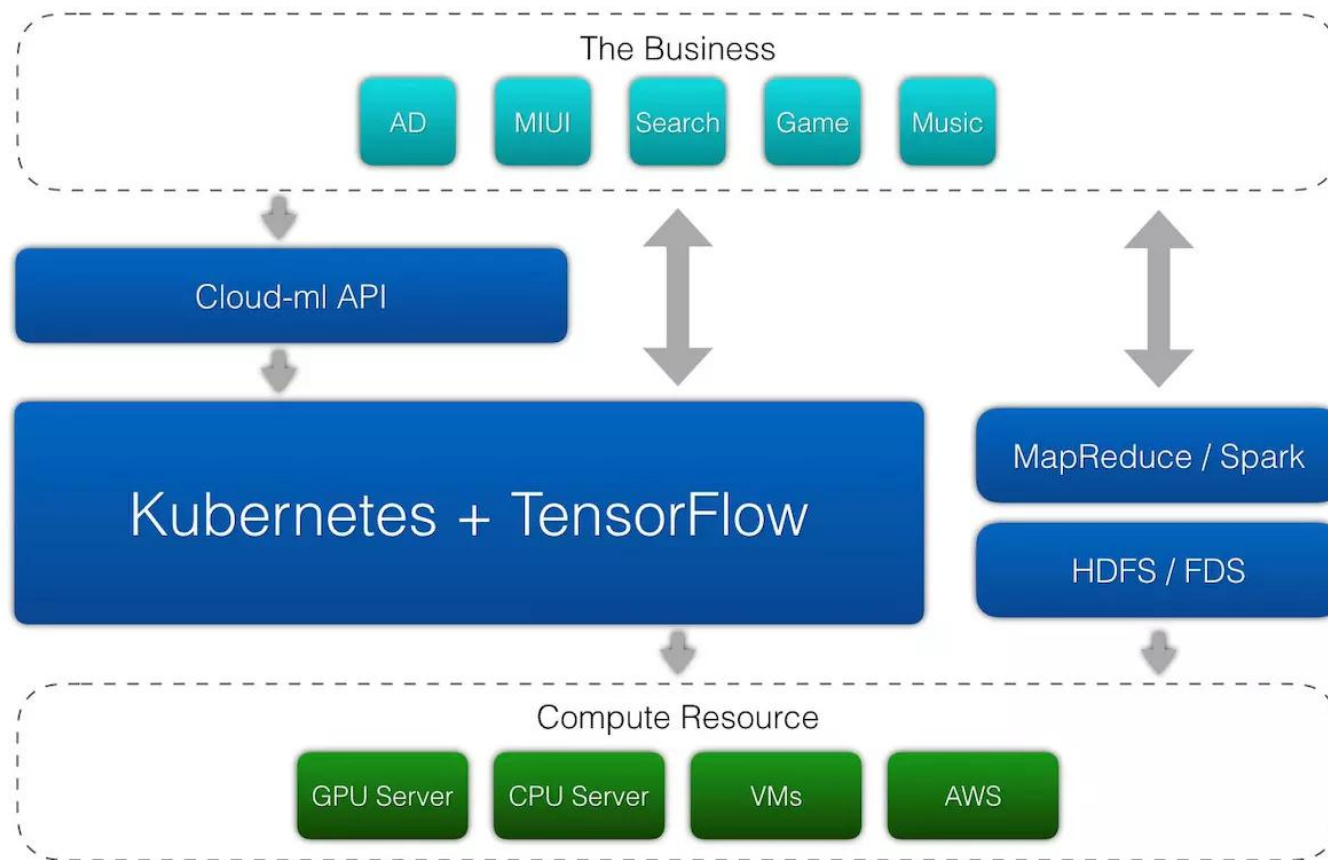 The Business
AD MIUI Search Game Music
Cloud-ml API
Kubernetes + TensorFlow
MapReduce / Spark
HDFS / FDS
Compute Resource
GPU Server CPU Server VMs AWS